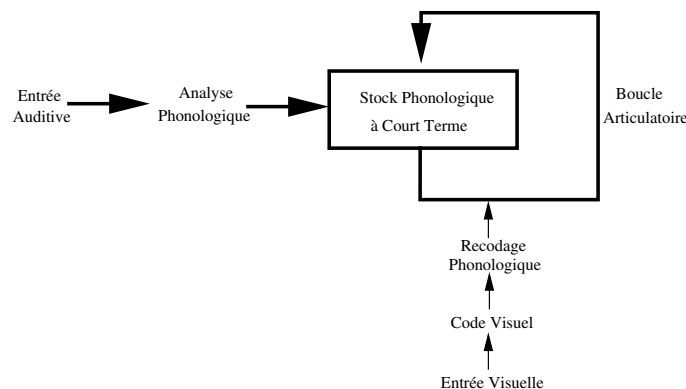 Entrée
Auditive
Analyse
Phonologique
Stock Phonologique
à Court Terme
Boucle
Articulatoire
Recodage
Phonologique
Code Visuel
Entrée Visuelle